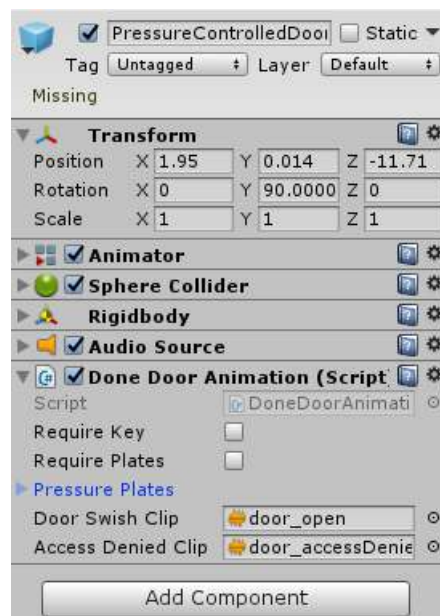 PressureControlledDoor Static
Tag Untagged Layer Default
Missing
Transform
Position X 1.95 Y 0.014 Z -11.71
Rotation X 0 Y 90.0000 Z 0
Scale X 1 Y 1 Z 1
Animator
Sphere Collider
Rigidbody
Audio Source
Done Door Animation (Script)
Script DoneDoorAnimati
Require Key
Require Plates
Pressure Plates
Door Swish Clip door_open
Access Denied Clip door_accessDenie
Add Component